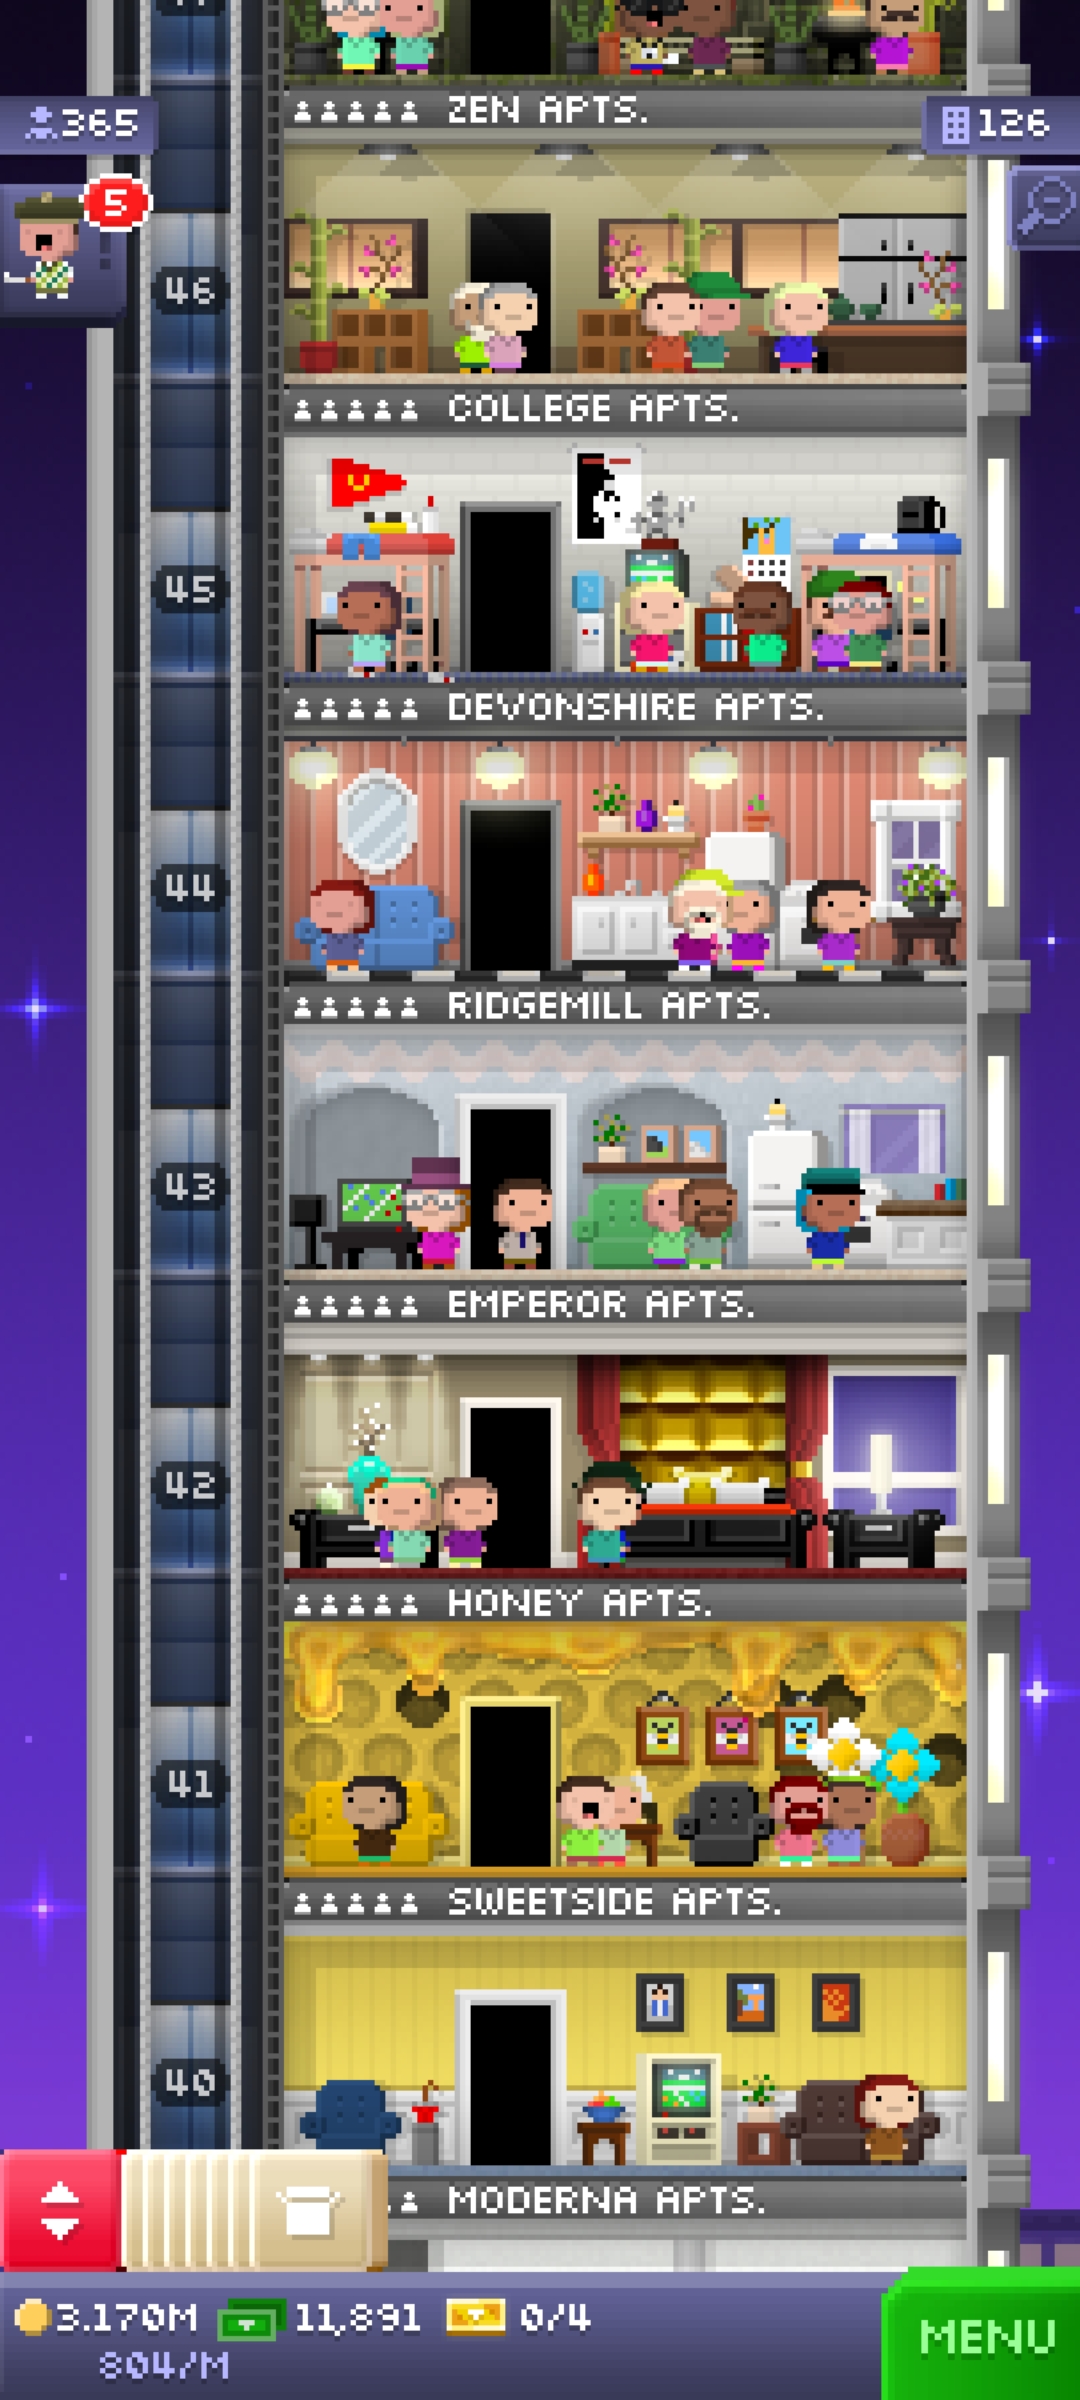 ZEN APTS.
365
126
5
46
COLLEGE APTS.
45
DEVONSHIRE APTS.
44
RIDGEMILL APTS.
43
EMPEROR APTS.
42
HONEY APTS.
41
SWEETSIDE APTS.
40
MODERNA APTS.
3.170M 11,891 0/4
804/M
MENU